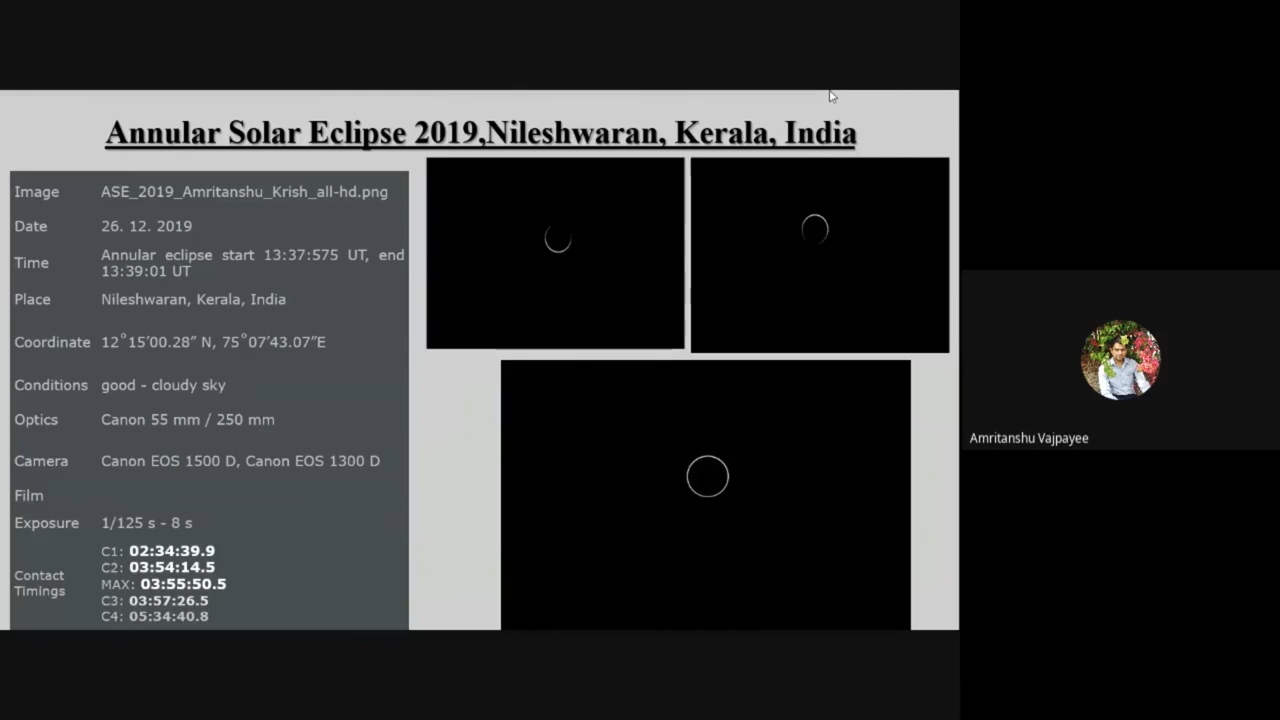 Annular Solar Eclipse 2019,Nileshwaran, Kerala, India
Image ASE_2019_Amritanshu_Krish_all-hd.png
Date 26. 12. 2019
Time Annular eclipse start 13:37:575 UT, end
13:39:01 UT
Place Nileshwaran, Kerala, India
Coordinate 12°15′00.28″ N, 75°07′43.07″E
Conditions good - cloudy sky
Optics Canon 55 mm / 250 mm
Camera Canon EOS 1500 D, Canon EOS 1300 D
Film
Exposure 1/125 s - 8 s
Contact
Timings
C1: 02:34:39.9
C2: 03:54:14.5
MAX: 03:55:50.5
C3: 03:57:26.5
C4: 05:34:40.8
Amritanshu Vajpayee